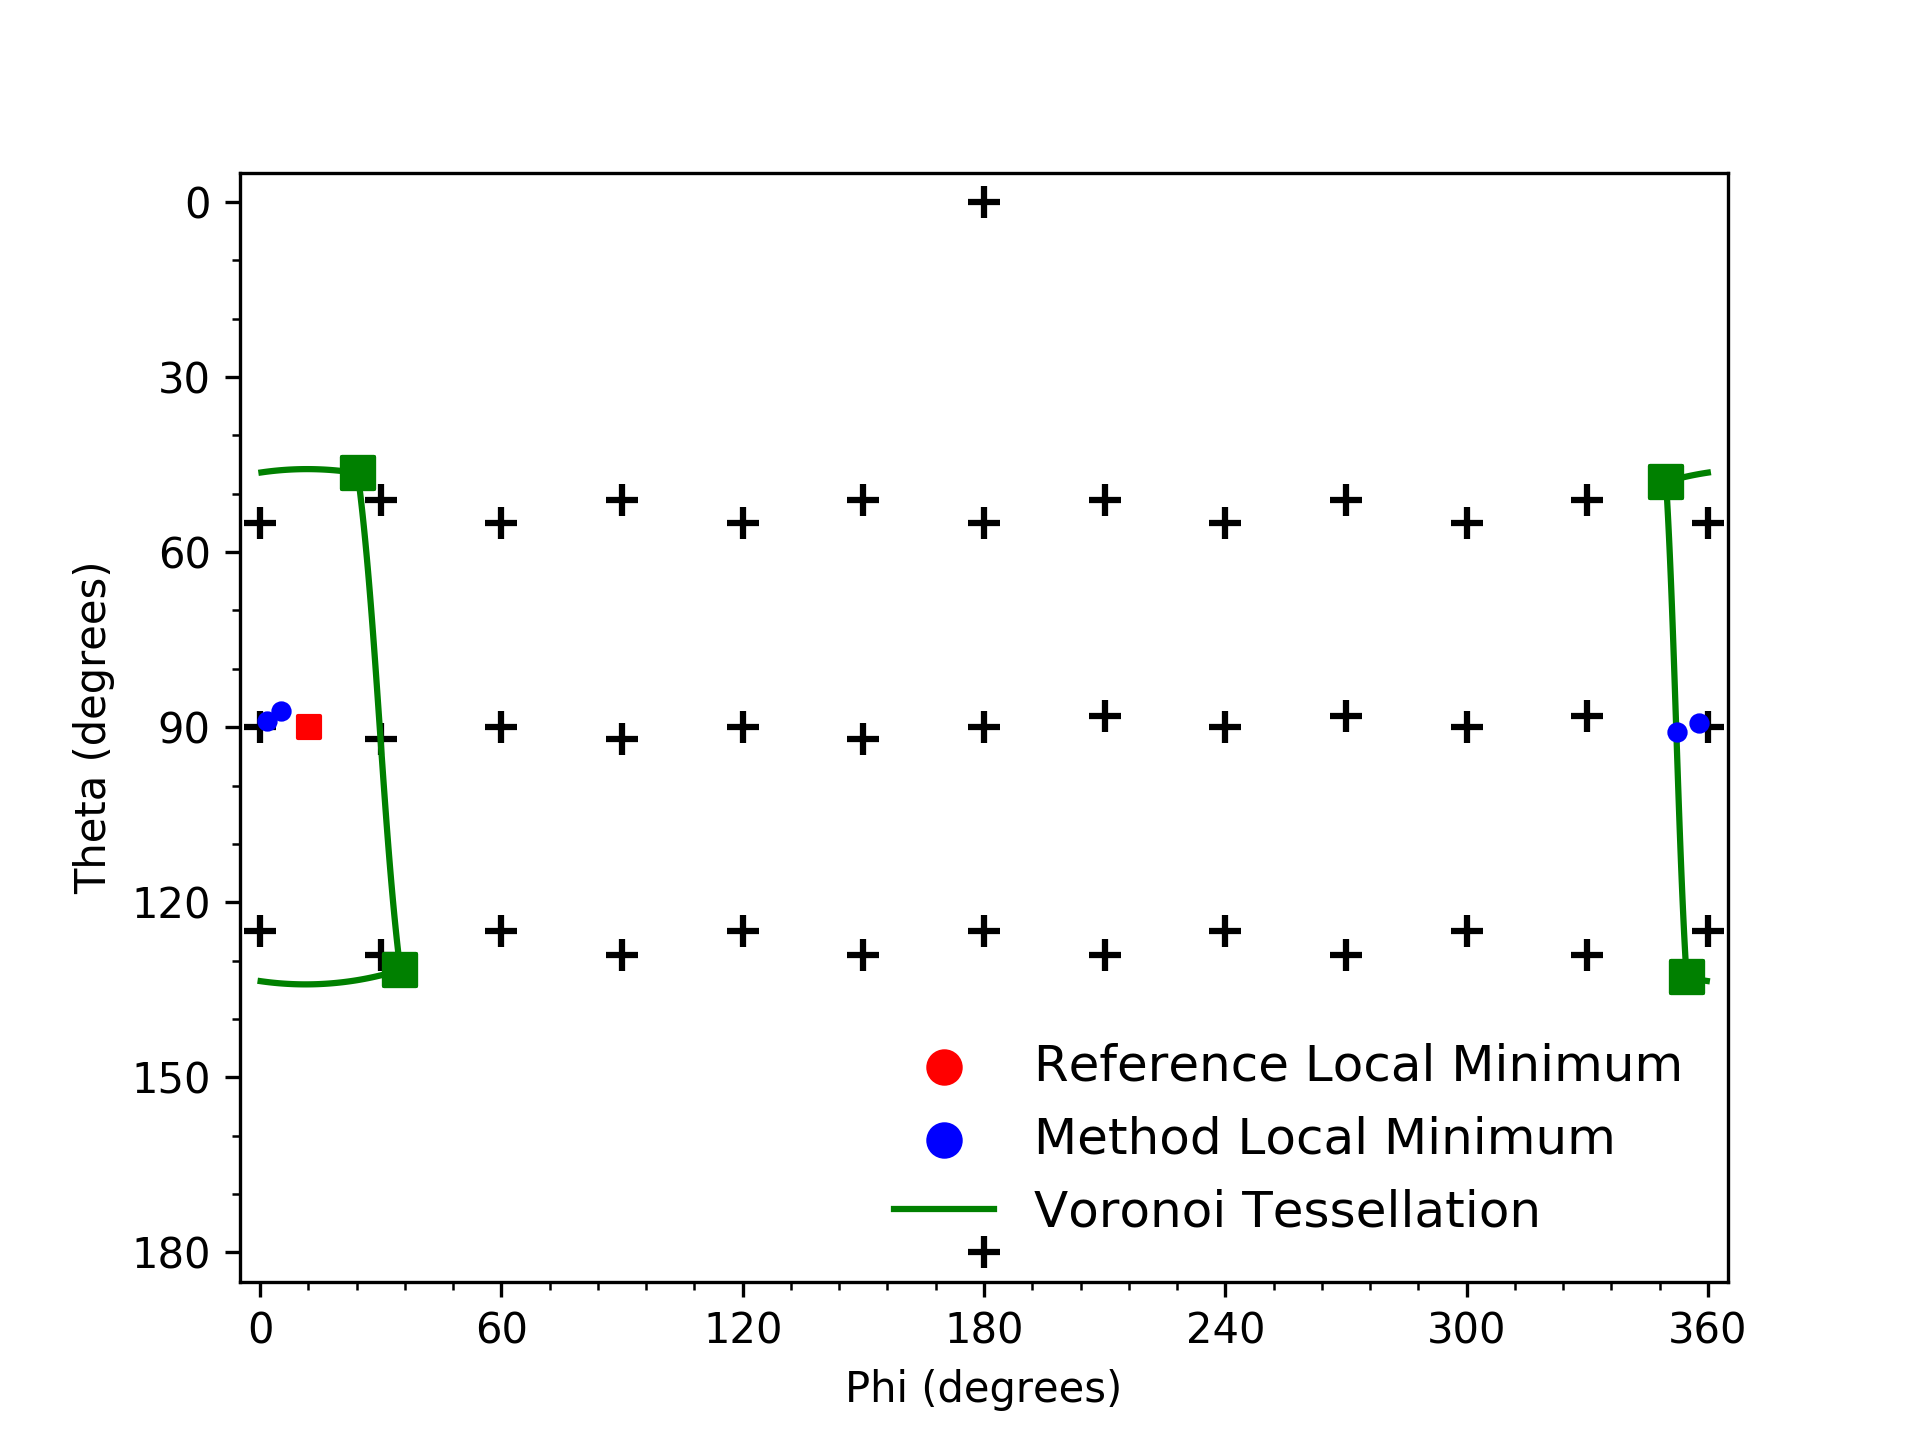 0
30
60
90
120
150
180
Theta (degrees)
Reference Local Minimum
Method Local Minimum
Voronoi Tessellation
0 60 120 180 240 300 360
Phi (degrees)